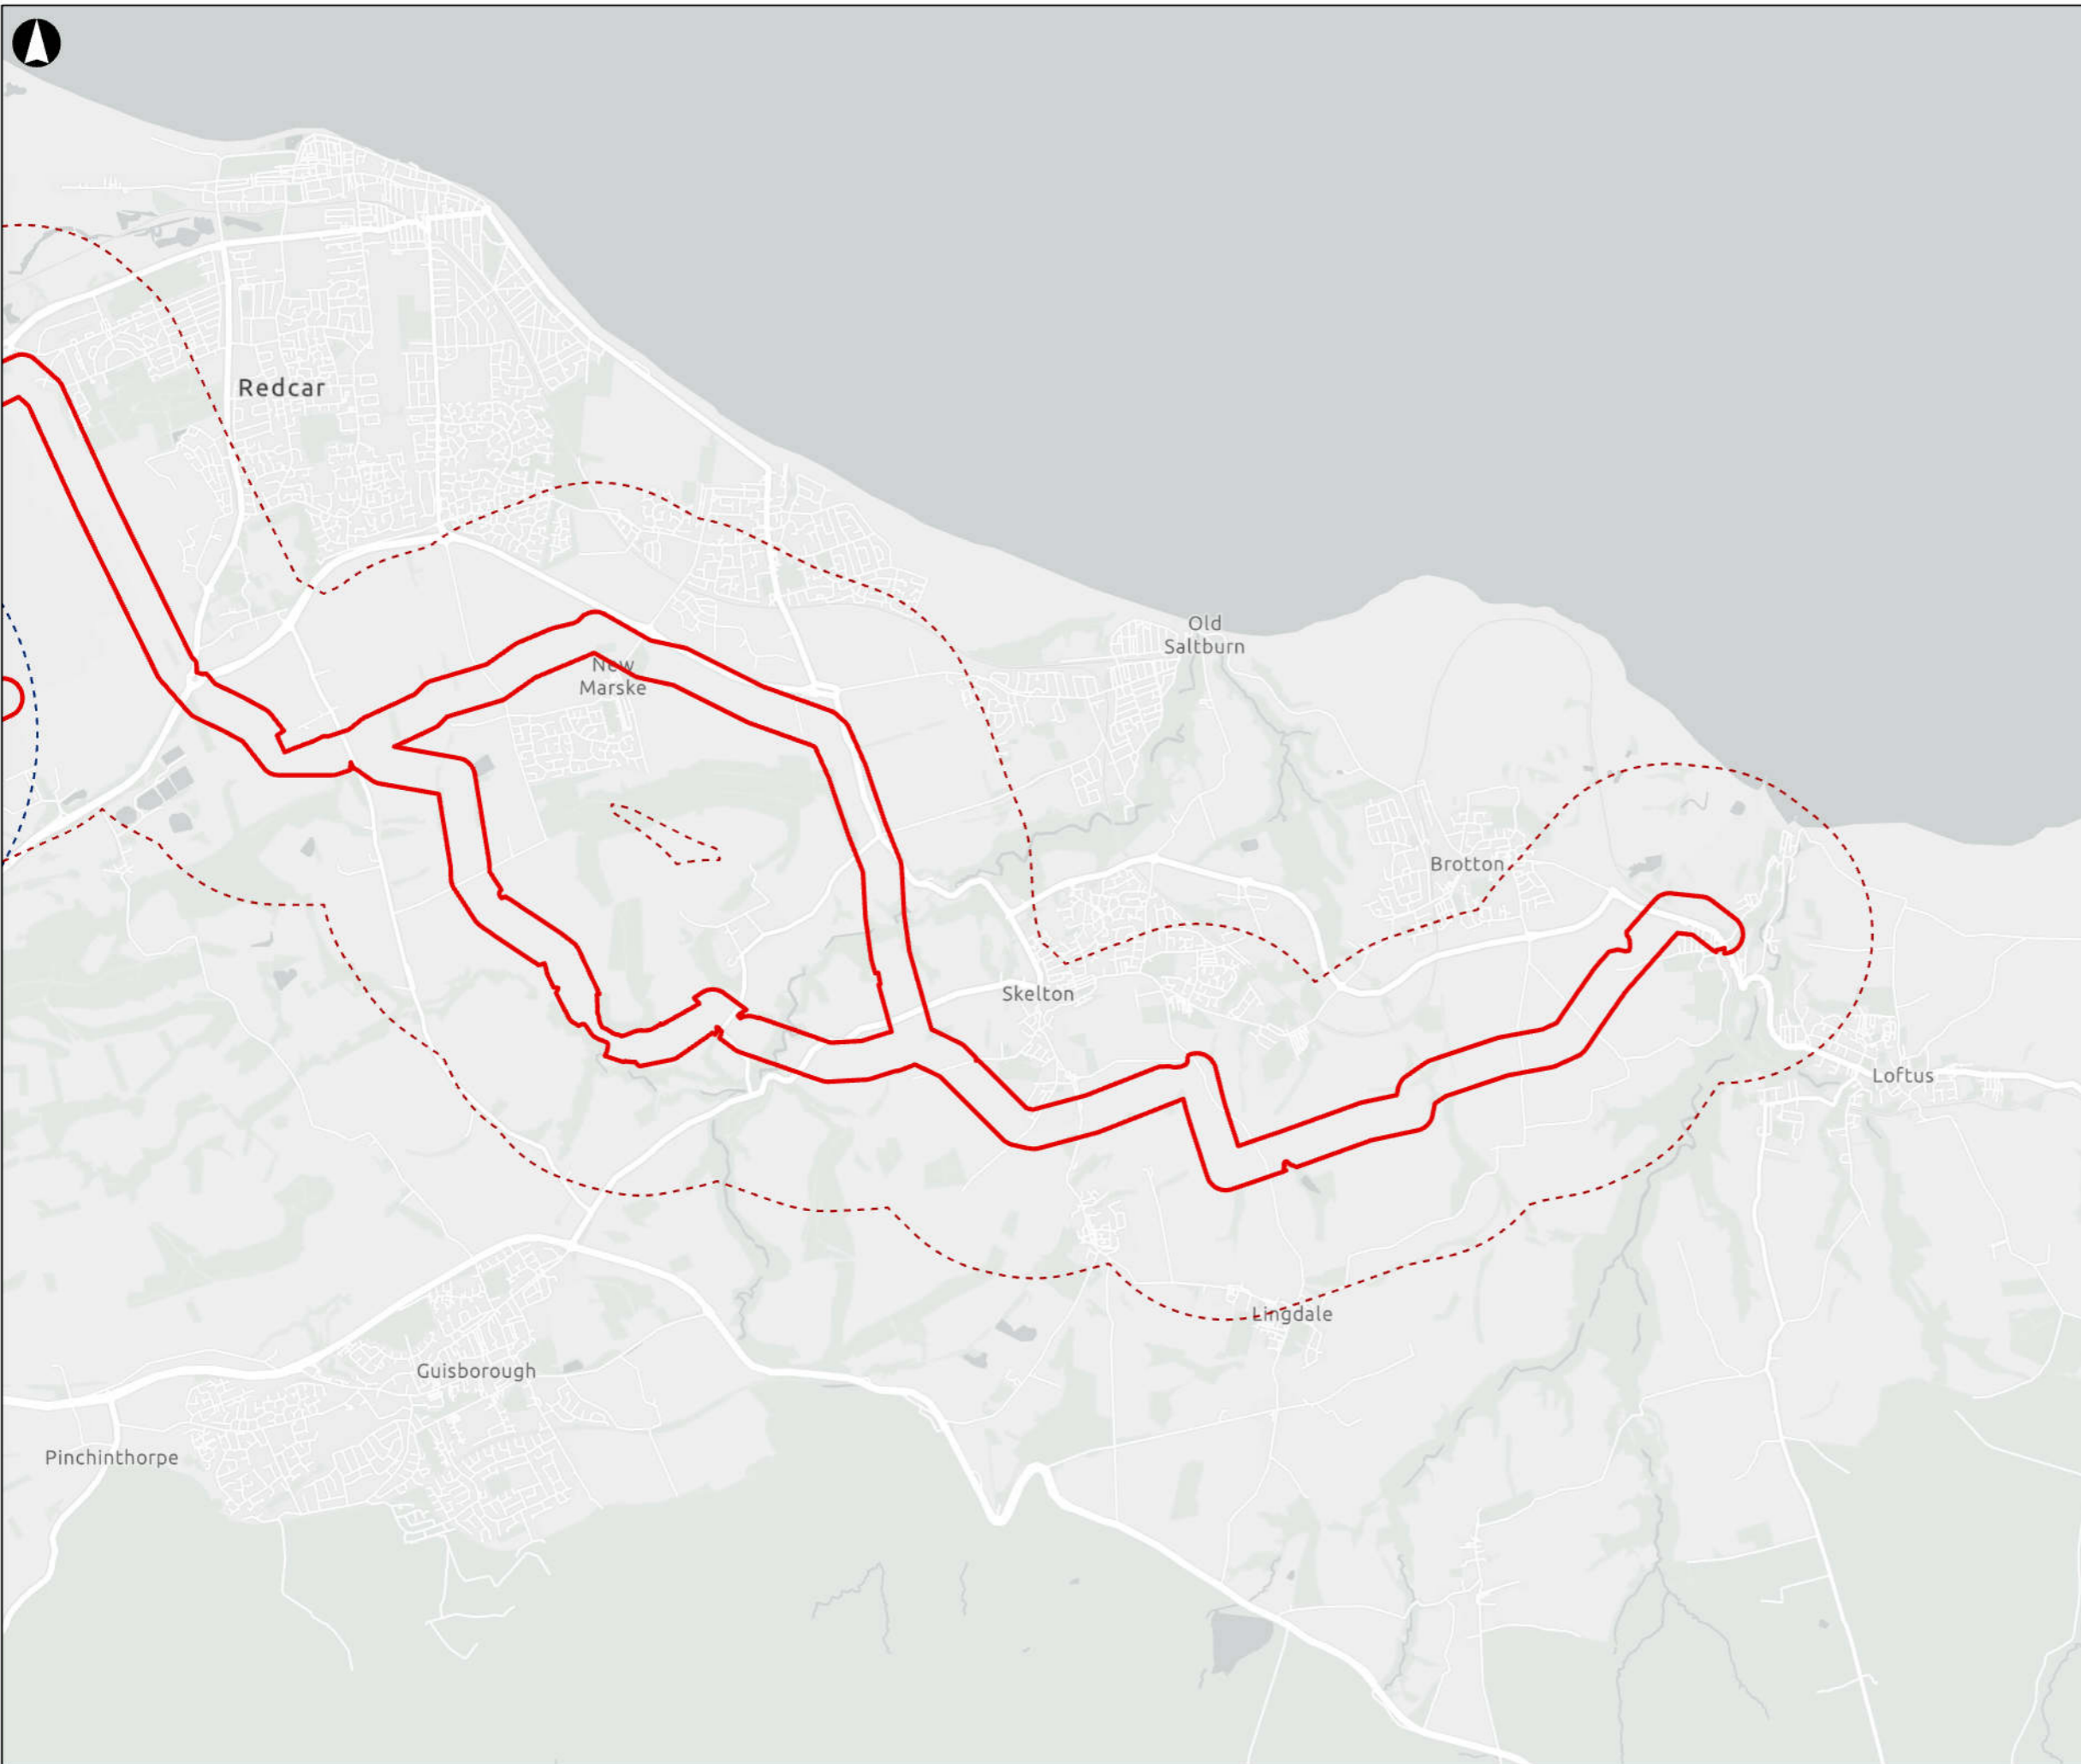 Redcar
Old
Saltburn
New
Marske
Brotton
Skelton
Loftus
Lingdale
Guisborough
Pinchinthorpe